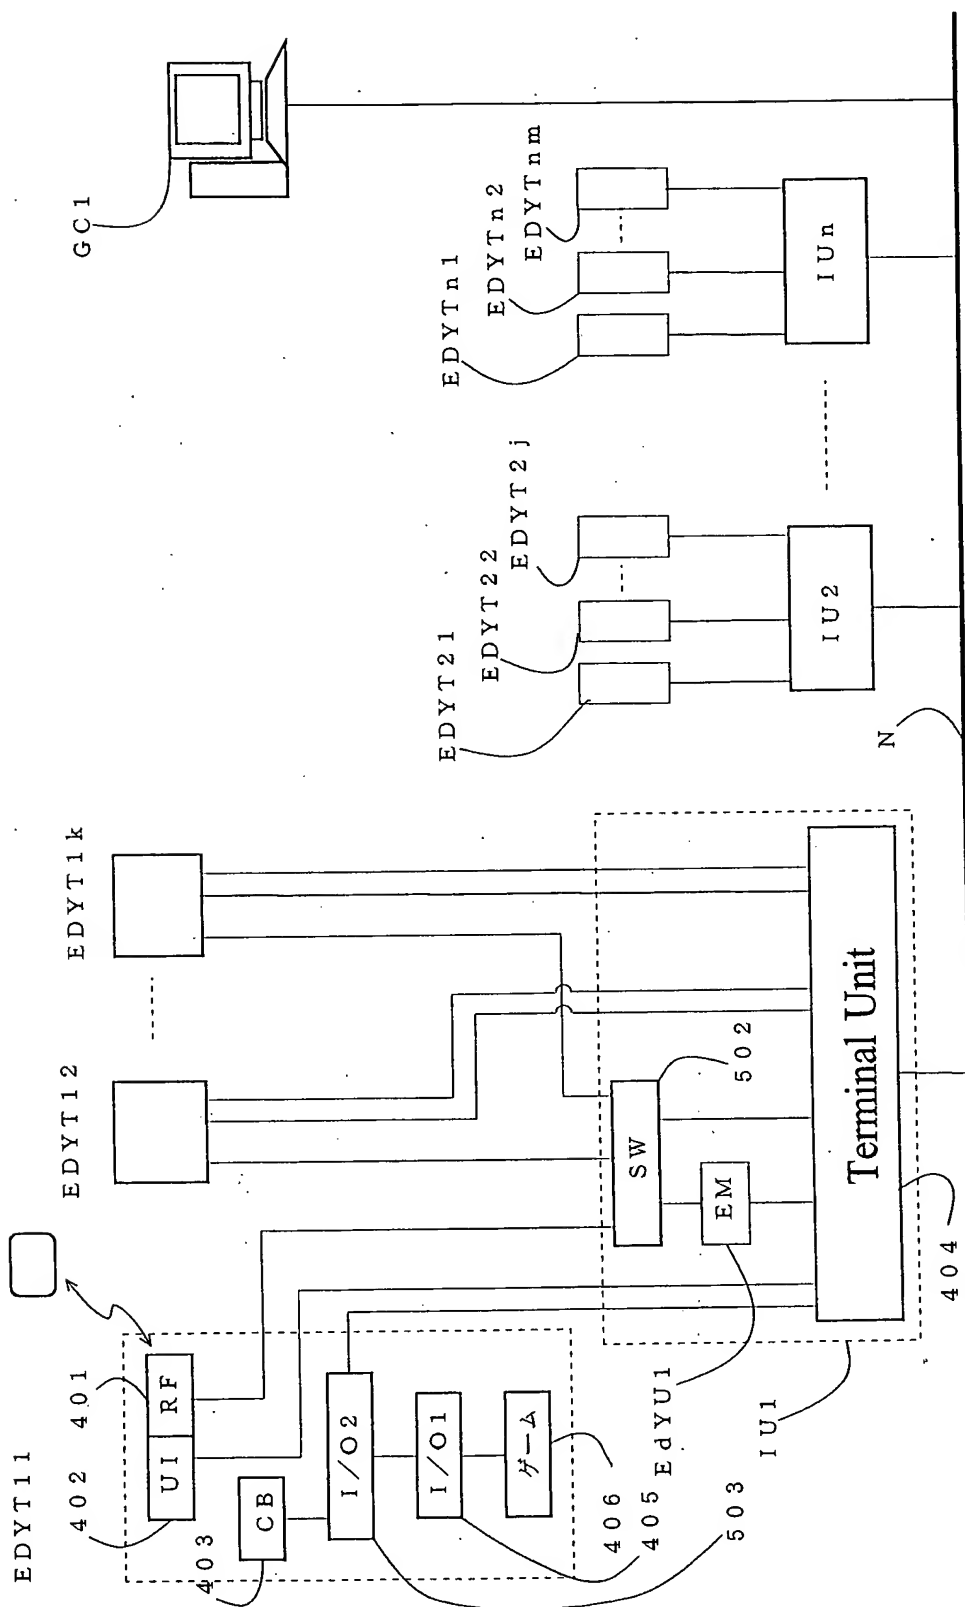 EDYT11
402
401
UI
RF
403
CB
I/O2
I/O1
ゲーム
406
405
503
EDYT12
EDYT1k
SW
502
EM
EdYU1
Terminal Unit
404
IU1
N
EDYT21
EDYT22
EDYT2j
IU2
EDYTn1
EDYTn2
EDYTnm
IUn
GC1